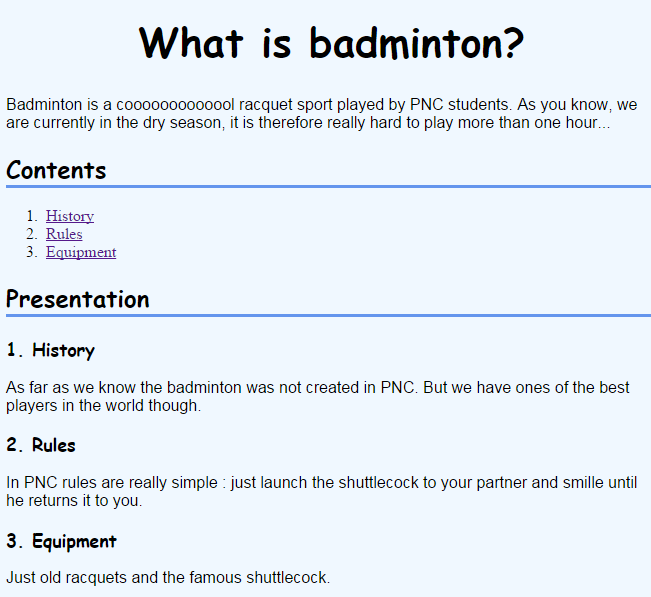 What is badminton?
Badminton is a cooooooooooool racquet sport played by PNC students. As you know, we
are currently in the dry season, it is therefore really hard to play more than one hour...
Contents
1. History
2. Rules
3. Equipment
Presentation
1. History
As far as we know the badminton was not created in PNC. But we have ones of the best
players in the world though.
2. Rules
In PNC rules are really simple : just launch the shuttlecock to your partner and smille until
he returns it to you.
3. Equipment
Just old racquets and the famous shuttlecock.